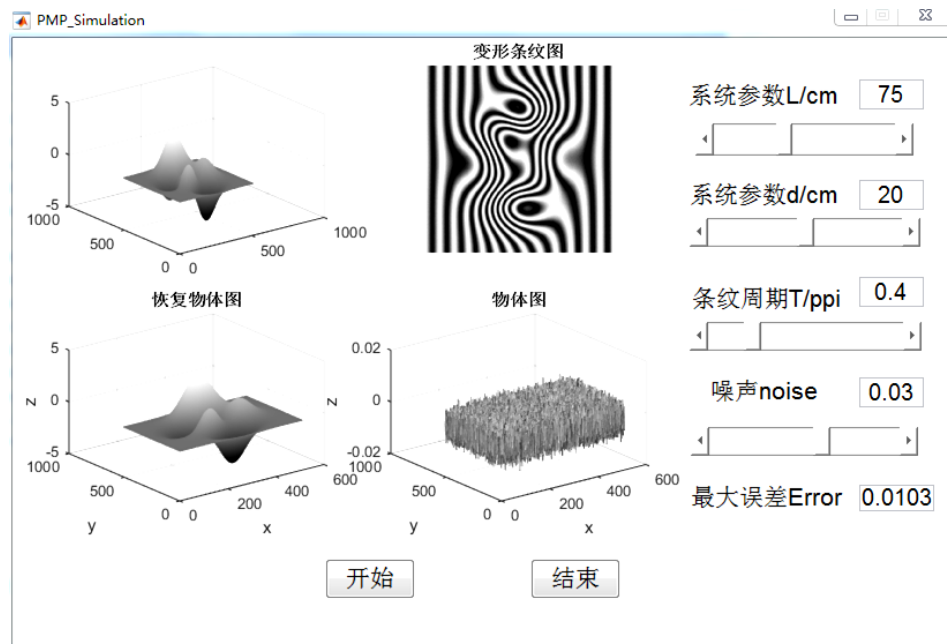 PMP_Simulation
变形条纹图
5
0
-5
1000
500
0
0
500
1000
恢复物体图
5
0
-5
1000
500
0
0
200
400
600
z
y
x
物体图
0.02
0
-0.02
1000
500
0
0
200
400
600
z
y
x
系统参数L/cm 75
系统参数d/cm 20
条纹周期T/ppi 0.4
噪声noise 0.03
最大误差Error 0.0103
开始 结束